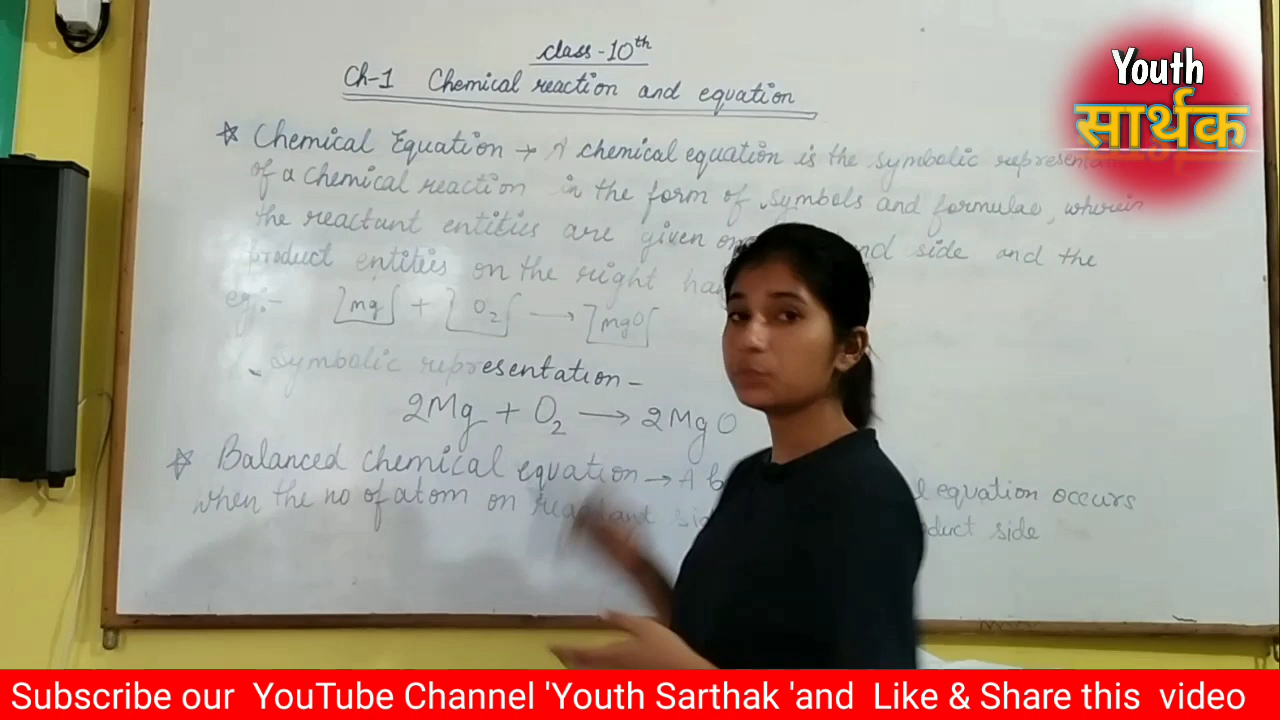 class-10th
Ch-1 Chemical reaction and equation
Youth
सार्थक
☆ Chemical Equation → A chemical equation is the symbolic
of a chemical reaction in the form of symbols and formulae, wherein
the reactant entities are given side and the
product entities on the right
eg:- [mg] + [O₂] → [mgO]
Symbolic representation –
2Mg + O₂ → 2MgO
☆ Balanced chemical equation → A equation occurs
when the no of atom on reactant side
Subscribe our YouTube Channel 'Youth Sarthak 'and Like & Share this video